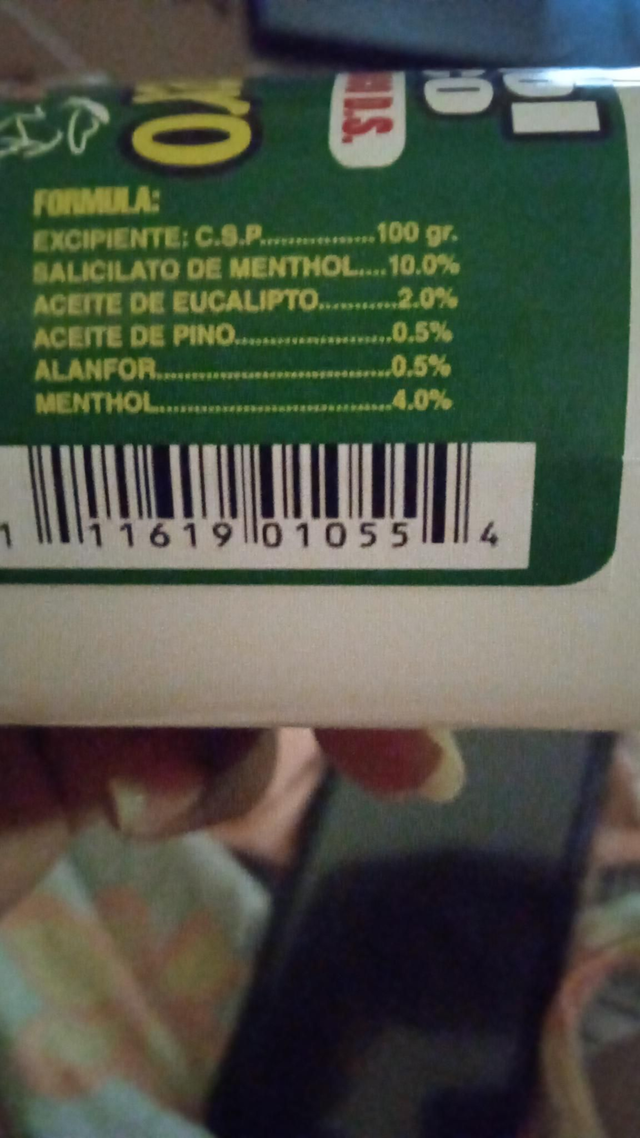 FORMULA:
EXCIPIENTE: C.S.P................100 gr.
SALICILATO DE MENTHOL....10.0%
ACEITE DE EUCALIPTO..........2.0%
ACEITE DE PINO....................0.5%
ALANFOR..............................0.5%
MENTHOL..............................4.0%
1 11619 01055 4